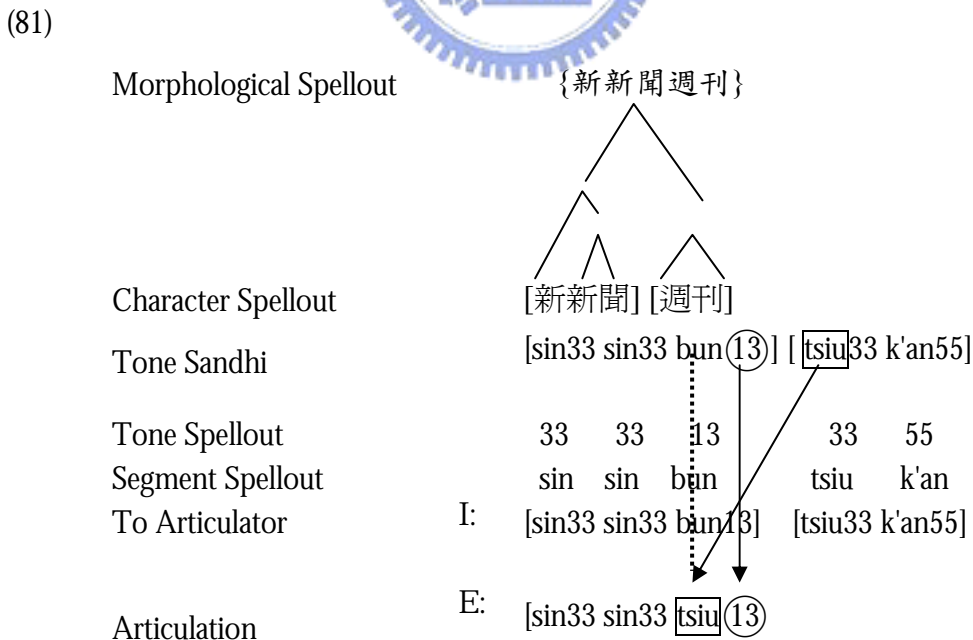 (81)
Morphological Spellout {新新聞週刊}
Character Spellout [新新聞] [週刊]
Tone Sandhi [sin33 sin33 bun13] [ tsiu33 k'an55]
Tone Spellout 33 33 13 33 55
Segment Spellout sin sin bun tsiu k'an
To Articulator I: [sin33 sin33 bun13] [tsiu33 k'an55]
Articulation E: [sin33 sin33 tsiu13